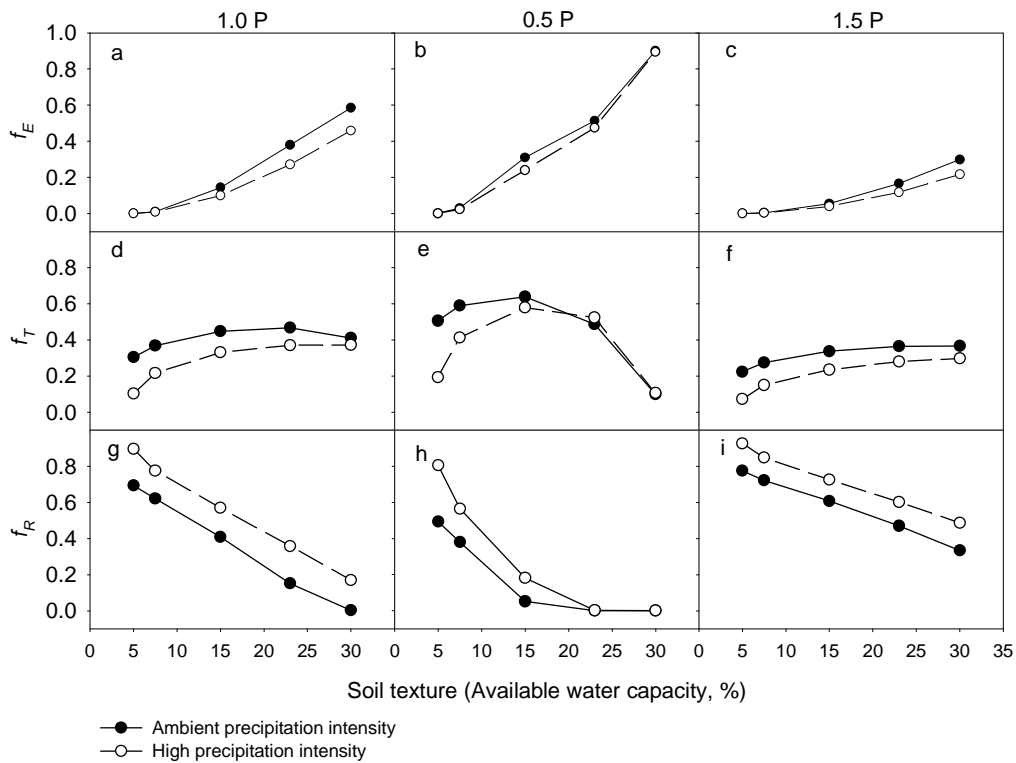 1.0 P 0.5 P 1.5 P
a b c
f_E
1.0
0.8
0.6
0.4
0.2
0.0
d e f
f_T
0.8
0.6
0.4
0.2
0.0
g h i
f_R
0.8
0.6
0.4
0.2
0.0
0 5 10 15 20 25 30 0 5 10 15 20 25 30 0 5 10 15 20 25 30 35
Soil texture (Available water capacity, %)
Ambient precipitation intensity
High precipitation intensity